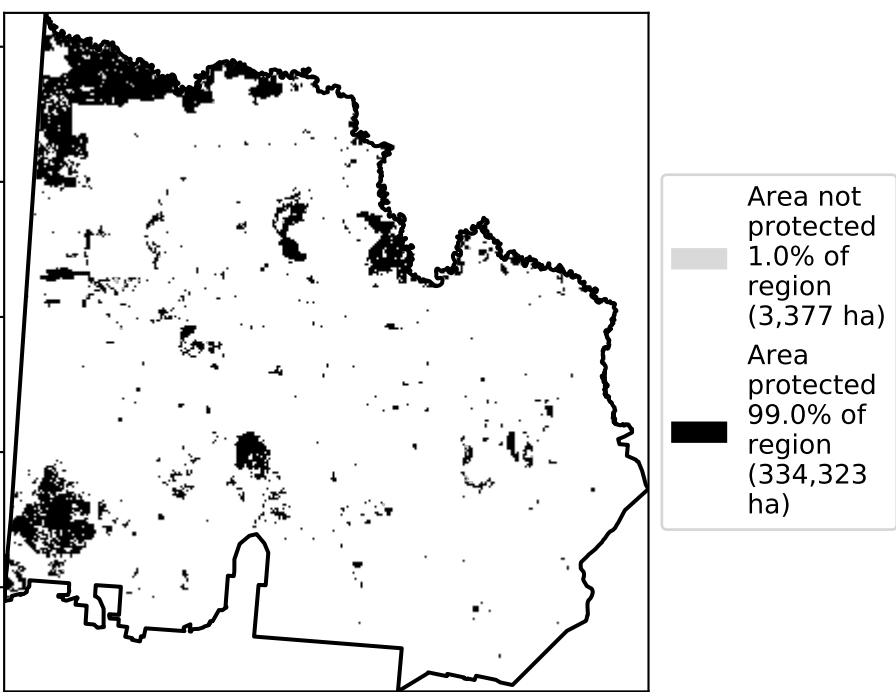 Area not
protected
1.0% of
region
(3,377 ha)
Area
protected
99.0% of
region
(334,323
ha)